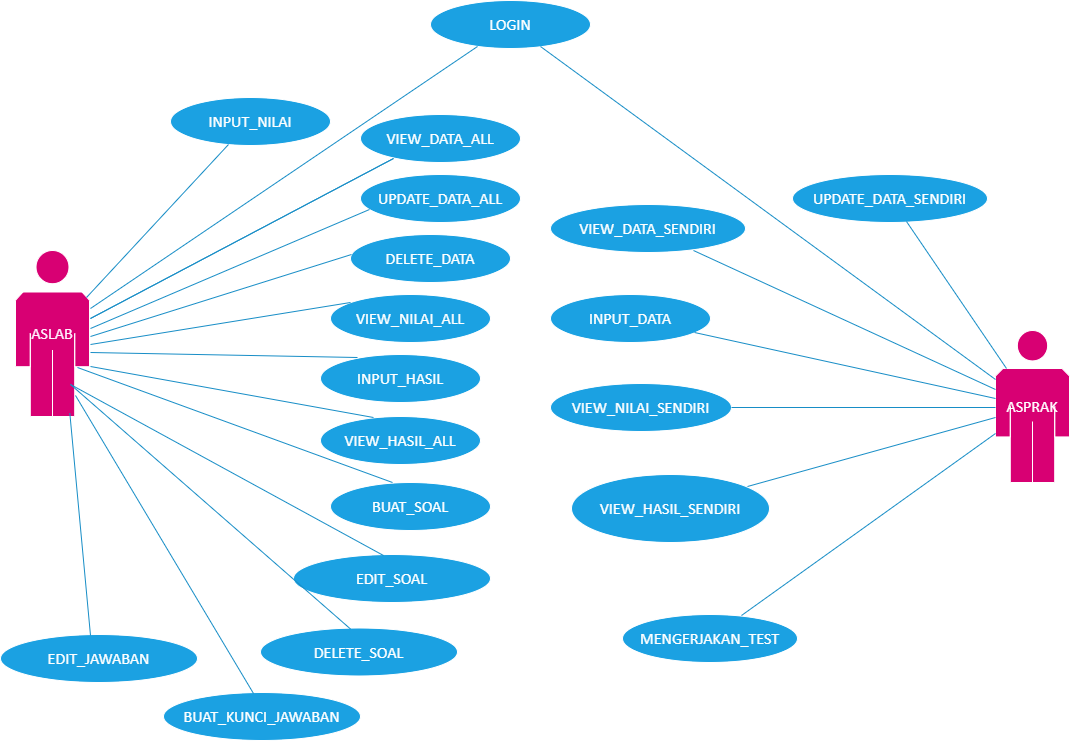 LOGIN
INPUT_NILAI
VIEW_DATA_ALL
UPDATE_DATA_ALL
UPDATE_DATA_SENDIRI
VIEW_DATA_SENDIRI
DELETE_DATA
VIEW_NILAI_ALL
INPUT_DATA
ASLAB
INPUT_HASIL
VIEW_NILAI_SENDIRI
ASPRAK
VIEW_HASIL_ALL
BUAT_SOAL
VIEW_HASIL_SENDIRI
EDIT_SOAL
MENGERJAKAN_TEST
DELETE_SOAL
EDIT_JAWABAN
BUAT_KUNCI_JAWABAN